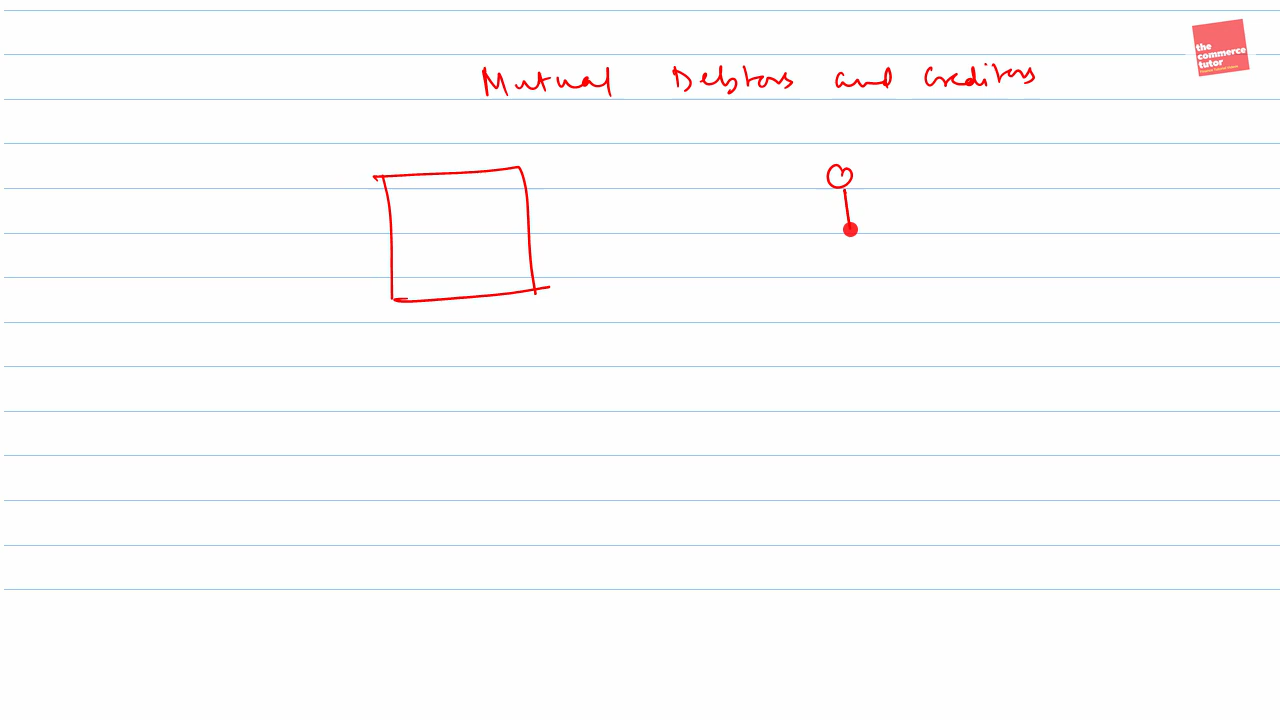 Mutual Debtors and Creditors
the
commerce
tutor